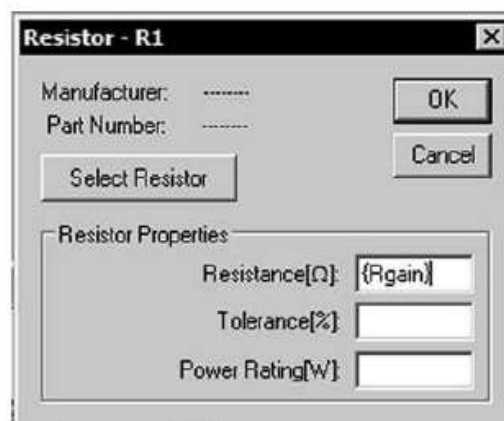 Resistor - R1
Manufacturer: -------
OK
Part Number: -------
Cancel
Select Resistor
Resistor Properties
Resistance[Ω]: {Rgain}
Tolerance[%]:
Power Rating[W]: